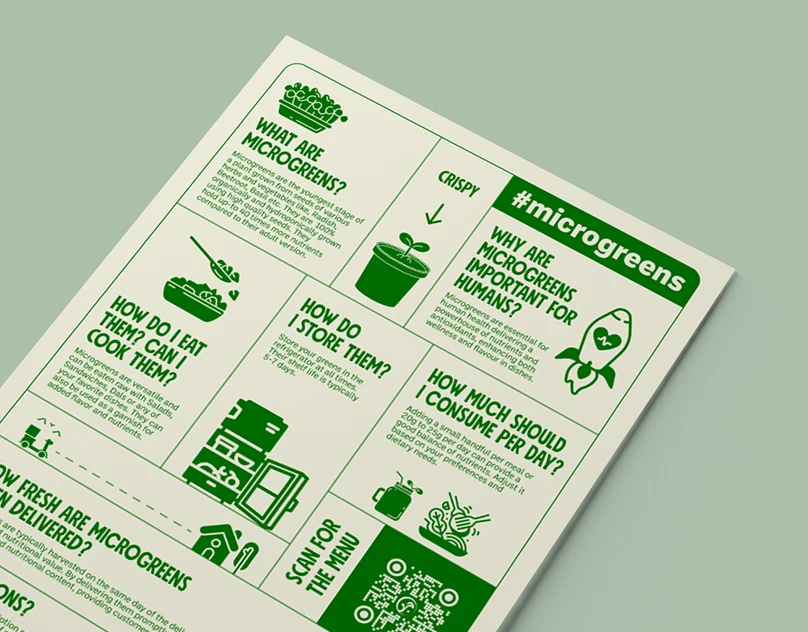 WHAT ARE
MICROGREENS?
Microgreens are the youngest stage of
a plant grown from seeds of various
herbs and vegetables like, Radish,
Beetroot, Basil etc. They are 100%
organically and hydroponically grown
using high quality seeds. They
hold up-to 40 times more nutrients
compared to their adult version.
CRISPY
#microgreens
WHY ARE
MICROGREENS
IMPORTANT FOR
HUMANS?
Microgreens are essential for
human health delivering a
powerhouse of nutrients and
antioxidants, enhancing both
wellness and flavour in dishes.
HOW DO I EAT
THEM? CAN I
COOK THEM?
Microgreens are versatile and
can be eaten raw with Salads,
Sandwiches, Dals or any of
your favorite dishes. They can
also be used as a garnish for
added flavor and nutrients.
HOW DO
I STORE THEM?
Store your greens in the
refrigerator at all times.
Their shelf life is typically
5-7 days.
HOW MUCH SHOULD
I CONSUME PER DAY?
Adding a small handful per meal or
20g to 25g per day can provide a
good balance of nutrients. Adjust it
based on your preferences and
dietary needs.
OW FRESH ARE MICROGREENS
EN DELIVERED?
s are typically harvested on the same day of the deli
nutritional value. By delivering them prompt
d nutritional content, providing customer
SCAN FOR
THE MENU
ONS?